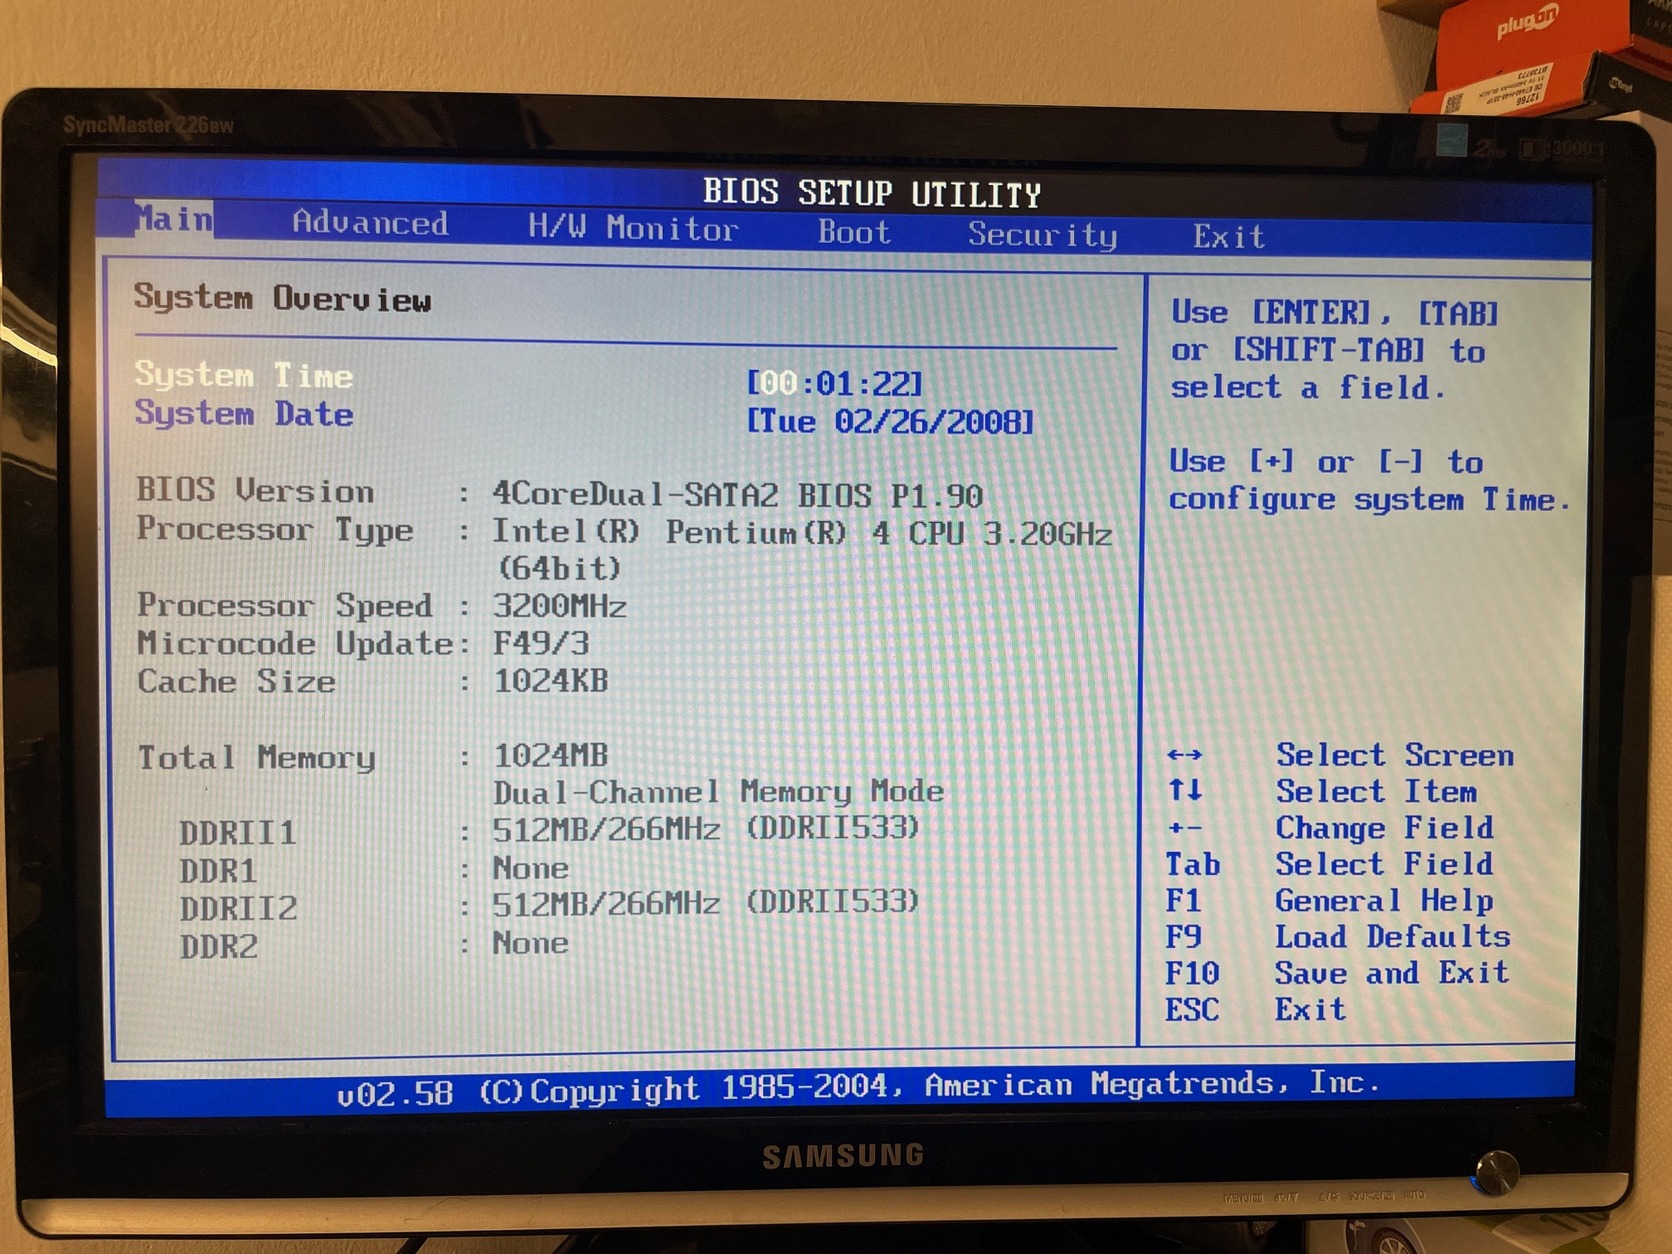 plugon
12766
SyncMaster 226BW
2ms
3000:1
BIOS SETUP UTILITY
Main Advanced H/W Monitor Boot Security Exit
System Overview
System Time [00:01:22]
System Date [Tue 02/26/2008]
BIOS Version : 4CoreDual-SATA2 BIOS P1.90
Processor Type : Intel(R) Pentium(R) 4 CPU 3.20GHz
(64bit)
Processor Speed : 3200MHz
Microcode Update: F49/3
Cache Size : 1024KB
Total Memory : 1024MB
Dual-Channel Memory Mode
DDRII1 : 512MB/266MHz (DDRII533)
DDR1 : None
DDRII2 : 512MB/266MHz (DDRII533)
DDR2 : None
Use [ENTER], [TAB]
or [SHIFT-TAB] to
select a field.
Use [+] or [-] to
configure system Time.
↔ Select Screen
↑↓ Select Item
+- Change Field
Tab Select Field
F1 General Help
F9 Load Defaults
F10 Save and Exit
ESC Exit
v02.58 (C)Copyright 1985-2004, American Megatrends, Inc.
SAMSUNG